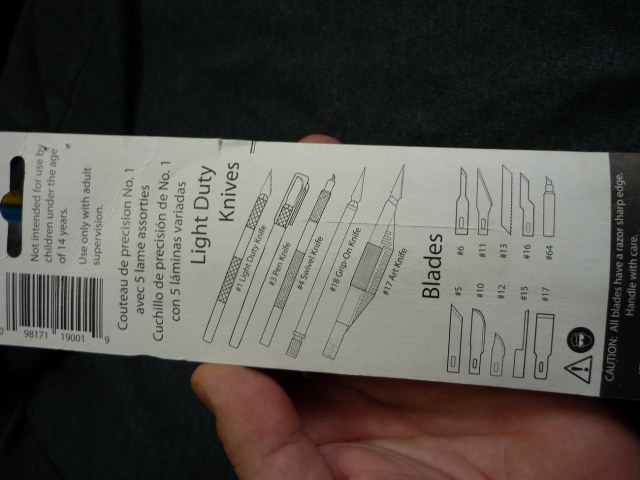 Not intended for use by
children under the age
of 14 years.
Use only with adult
supervision.
98171 19001 9
Couteau de precision No. 1
avec 5 lame assorties
Cuchillo de precisión de No. 1
con 5 láminas variadas
Light Duty
Knives
#1 Light Duty Knife
#3 Pen Knife
#4 Swivel Knife
#18 Grip-On Knife
#17 Art Knife
Blades
#5 #6
#10 #11
#12 #13
#15 #16
#17 #64
CAUTION: All blades have a razor sharp edge.
Handle with care.